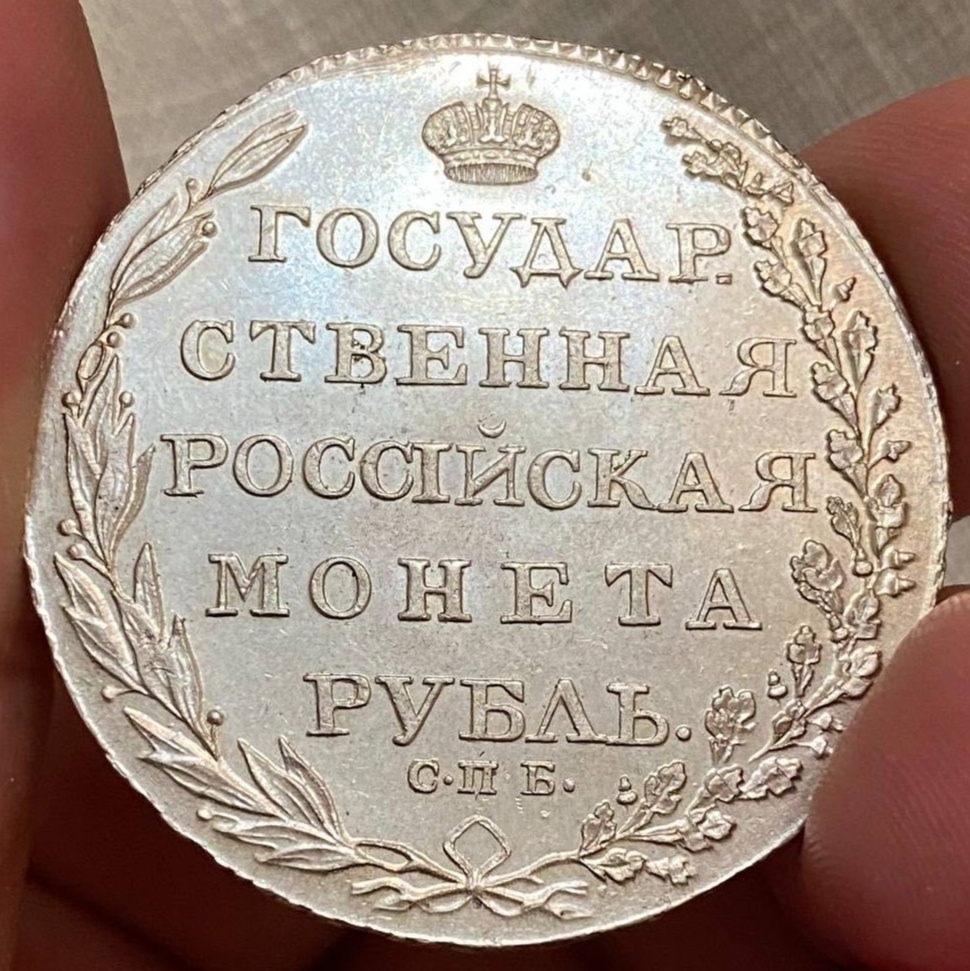 ГОСУДАР.
СТВЕННАЯ
РОССІЙСКАЯ
МОНЕТА
РУБЛЬ.
С·П·Б.